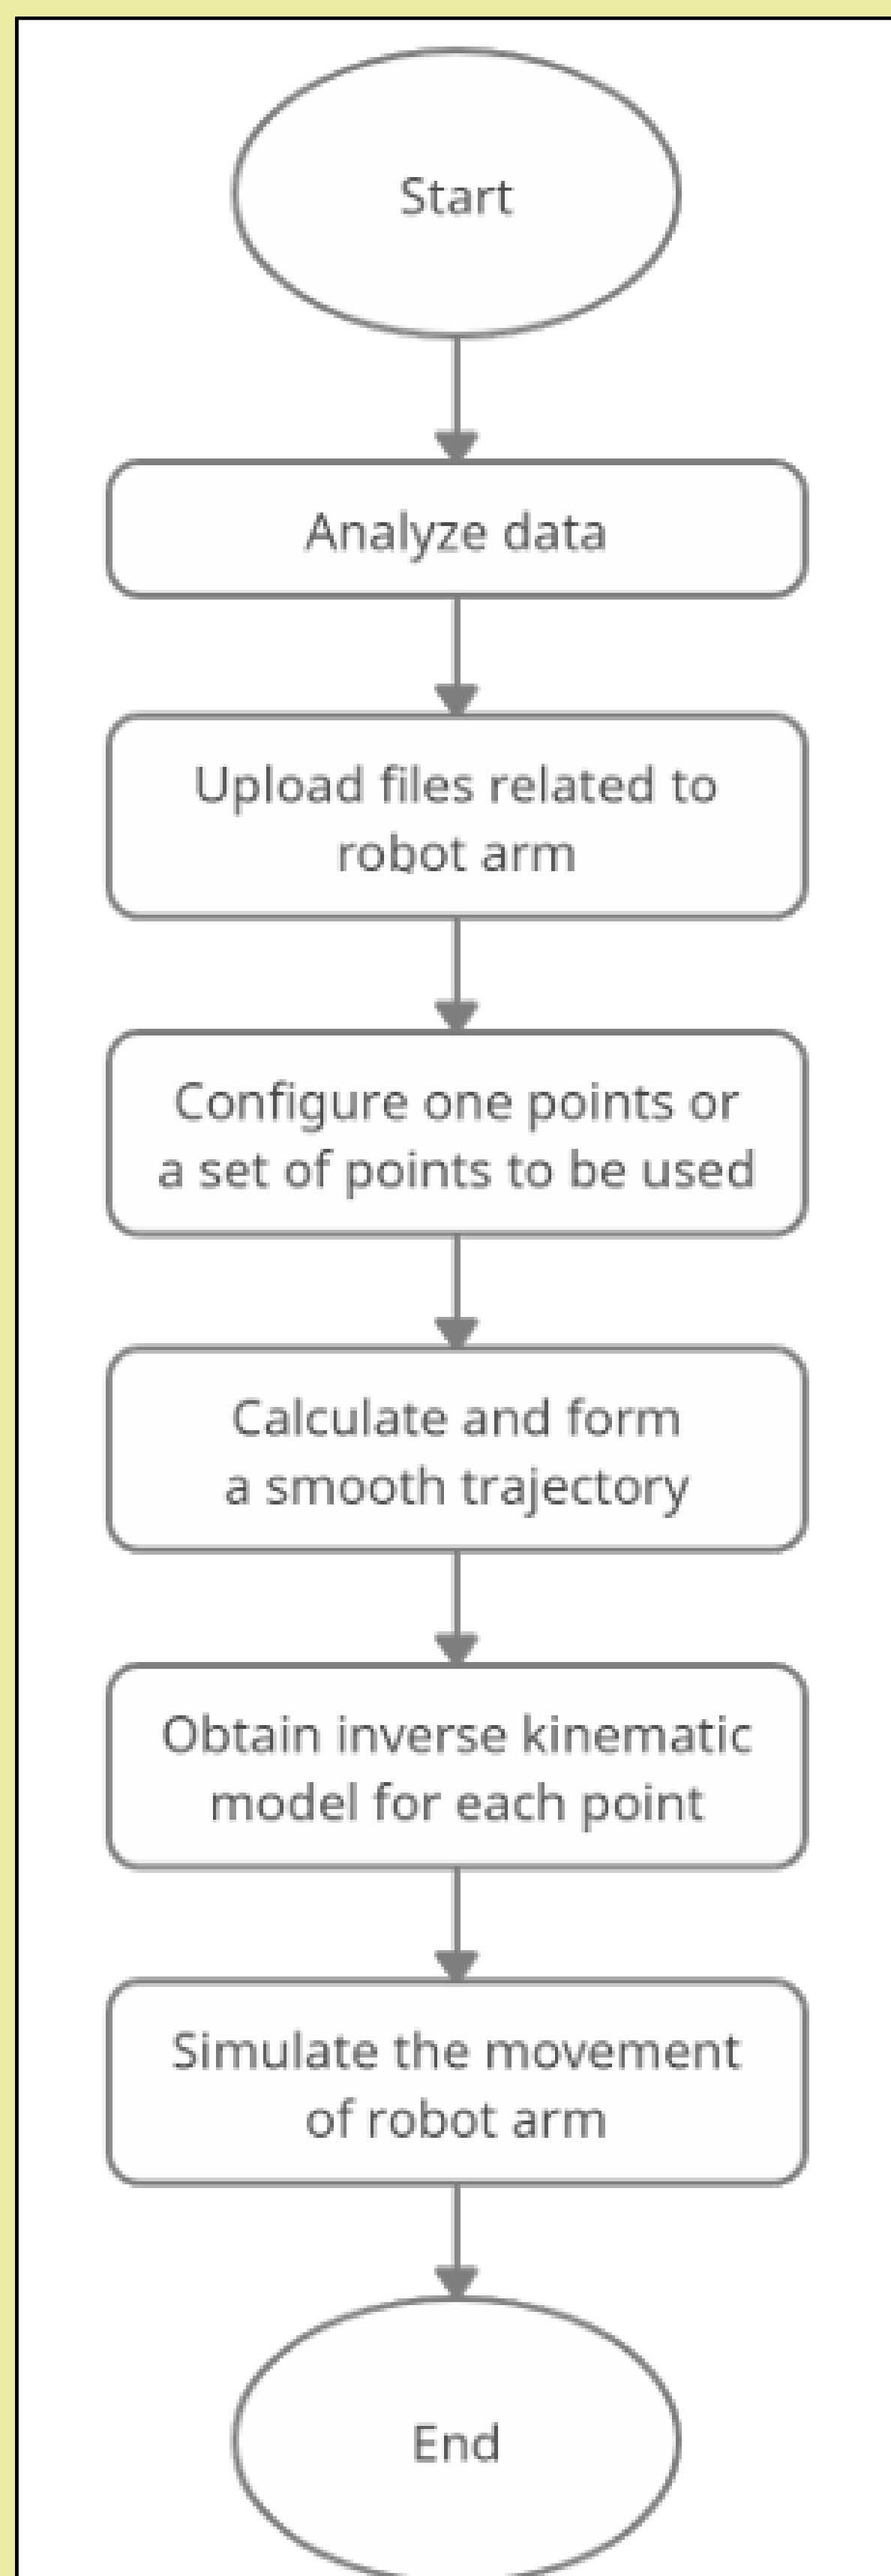 Start
Analyze data
Upload files related to
robot arm
Configure one points or
a set of points to be used
Calculate and form
a smooth trajectory
Obtain inverse kinematic
model for each point
Simulate the movement
of robot arm
End